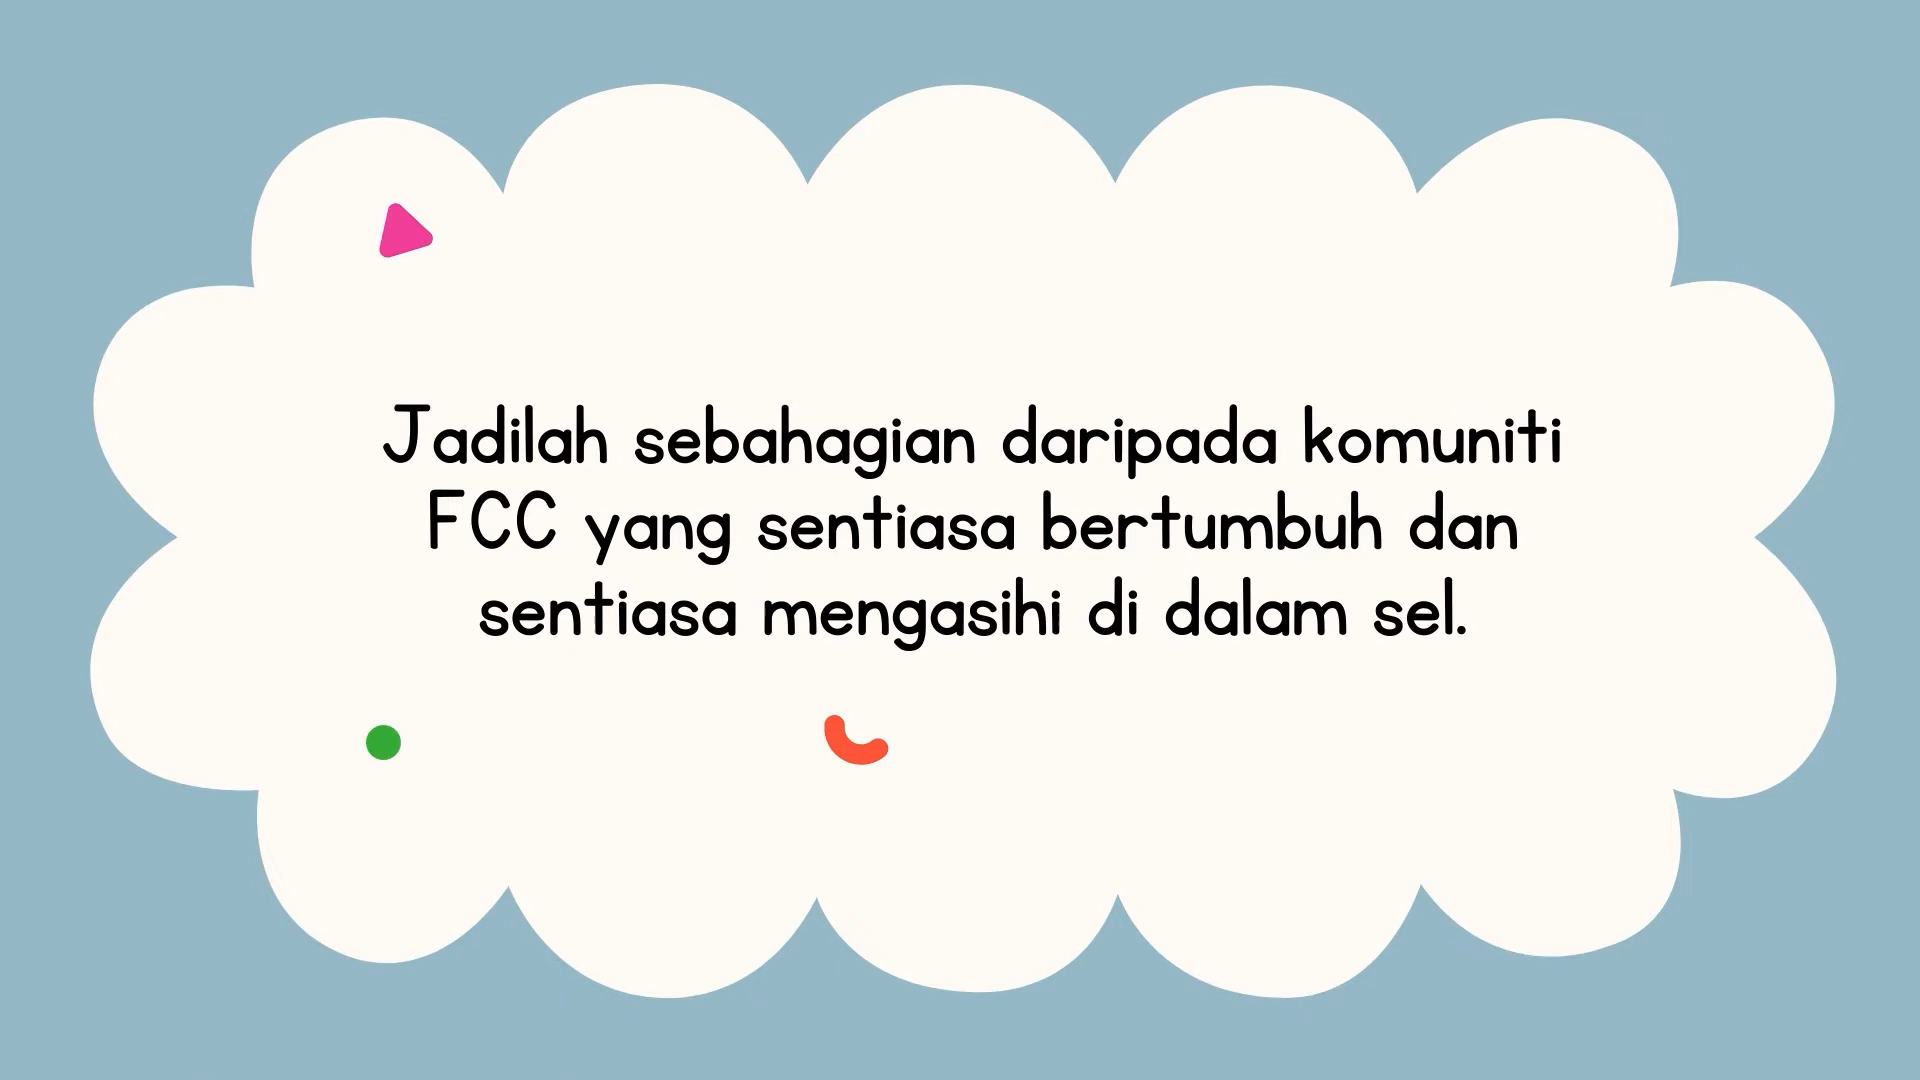 Jadilah sebahagian daripada komuniti
FCC yang sentiasa bertumbuh dan
sentiasa mengasihi di dalam sel.